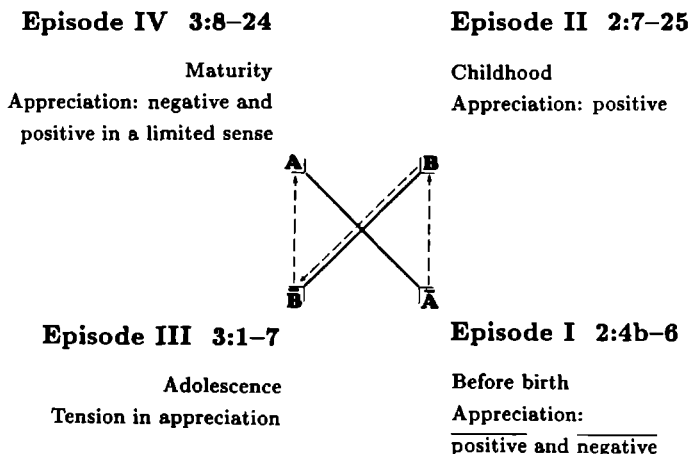 Episode IV 3:8–24
Maturity
Appreciation: negative and
positive in a limited sense
Episode II 2:7–25
Childhood
Appreciation: positive
A
B
B̅
A̅
Episode III 3:1–7
Adolescence
Tension in appreciation
Episode I 2:4b–6
Before birth
Appreciation:
p̅o̅s̅i̅t̅i̅v̅e̅ and n̅e̅g̅a̅t̅i̅v̅e̅